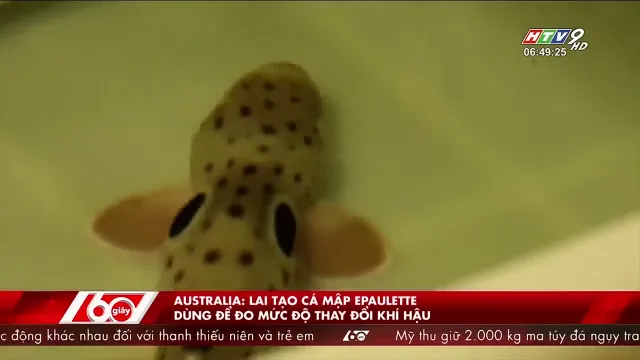 HTV9 HD
06:49:25
AUSTRALIA: LAI TẠO CÁ MẬP EPAULETTE
60 giây
DÙNG ĐỂ ĐO MỨC ĐỘ THAY ĐỔI KHÍ HẬU
c động khác nhau đối với thanh thiếu niên và trẻ em
Mỹ thu giữ 2.000 kg ma túy đá nguy tra